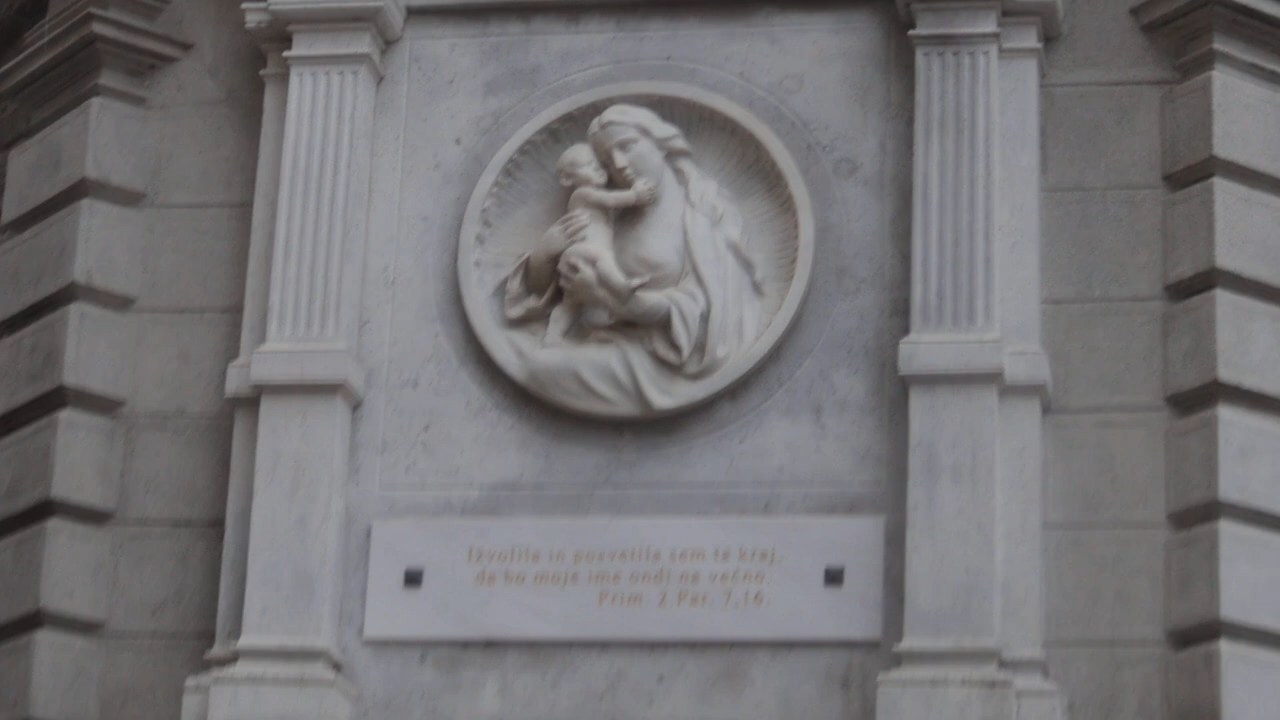 Izvolila in posvetila sem ta kraj,
da bo moje ime ondi na večno.
Prim. 2 Par. 7,16.